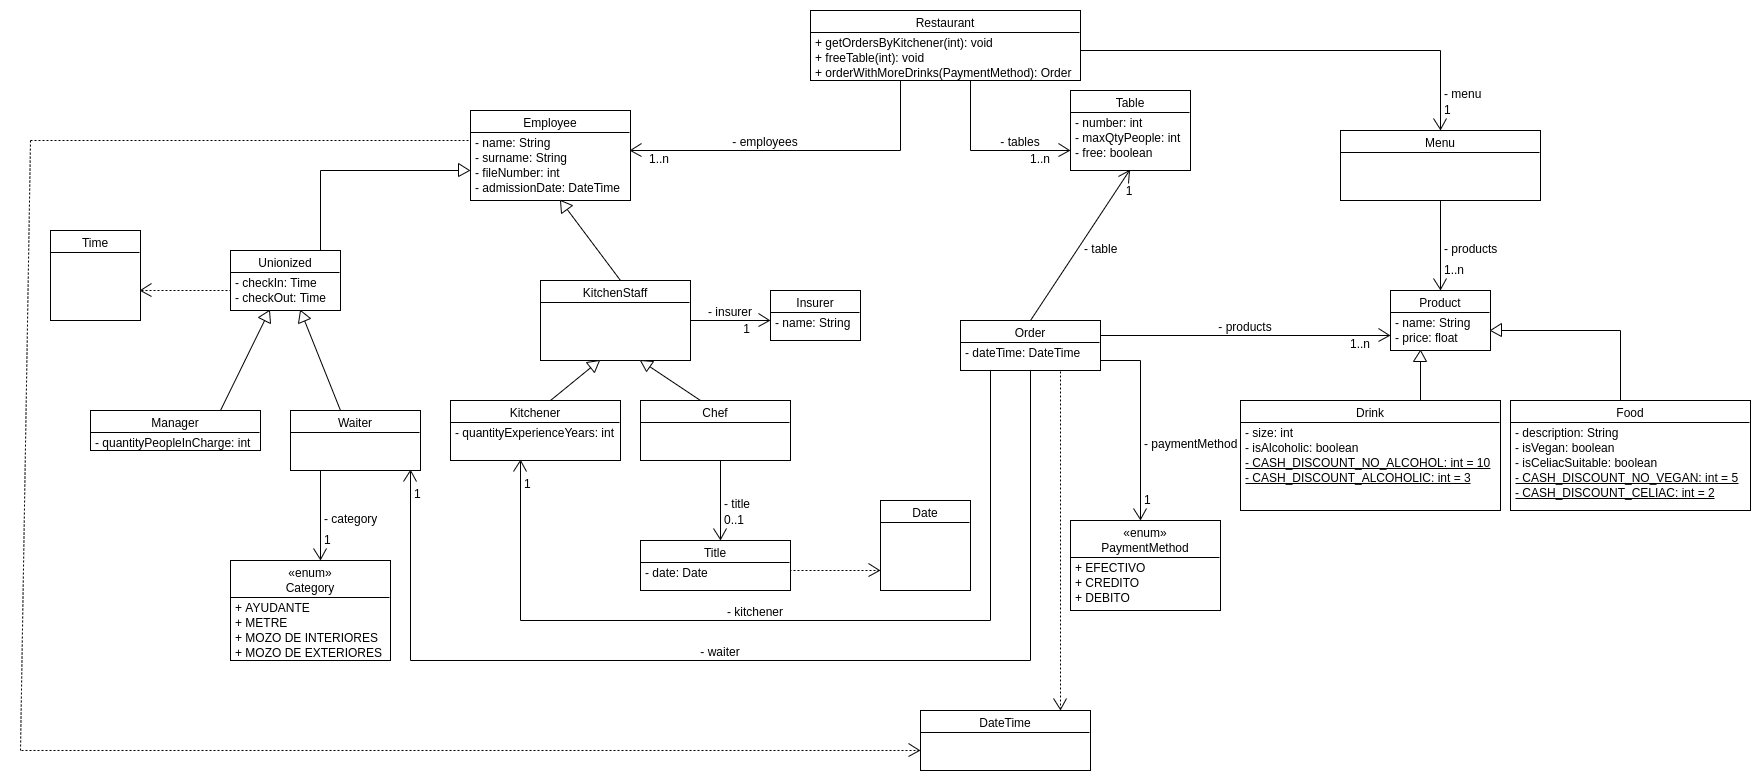 Restaurant
+ getOrdersByKitchener(int): void
+ freeTable(int): void
+ orderWithMoreDrinks(PaymentMethod): Order
- employees
1..n
- tables
1..n
- menu
1
Employee
- name: String
- surname: String
- fileNumber: int
- admissionDate: DateTime
Table
- number: int
- maxQtyPeople: int
- free: boolean
1
- table
Menu
- products
1..n
Time
Unionized
- checkIn: Time
- checkOut: Time
KitchenStaff
- insurer
1
Insurer
- name: String
Order
- dateTime: DateTime
- products
1..n
Product
- name: String
- price: float
Manager
- quantityPeopleInCharge: int
Waiter
1
Kitchener
- quantityExperienceYears: int
1
Chef
- paymentMethod
1
Drink
- size: int
- isAlcoholic: boolean
- CASH_DISCOUNT_NO_ALCOHOL: int = 10
- CASH_DISCOUNT_ALCOHOLIC: int = 3
Food
- description: String
- isVegan: boolean
- isCeliacSuitable: boolean
- CASH_DISCOUNT_NO_VEGAN: int = 5
- CASH_DISCOUNT_CELIAC: int = 2
- category
1
- title
0..1
Date
«enum»
Category
+ AYUDANTE
+ METRE
+ MOZO DE INTERIORES
+ MOZO DE EXTERIORES
Title
- date: Date
«enum»
PaymentMethod
+ EFECTIVO
+ CREDITO
+ DEBITO
- kitchener
- waiter
DateTime